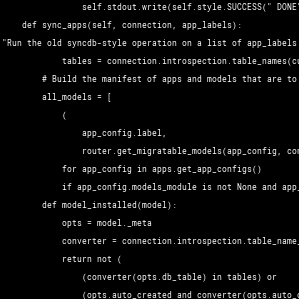 self.stdout.write(self.style.SUCCESS(" DONE"
def sync_apps(self, connection, app_labels):
"Run the old syncdb-style operation on a list of app_labels
tables = connection.introspection.table_names(
# Build the manifest of apps and models that are to
all_models = [
(
app_config.label,
router.get_migratable_models(app_config,
for app_config in apps.get_app_configs()
if app_config.models_module is not None and app_
def model_installed(model):
opts = model._meta
converter = connection.introspection.table_name_
return not (
(converter(opts.db_table) in tables) or
(opts.auto_created and converter(opts.auto_